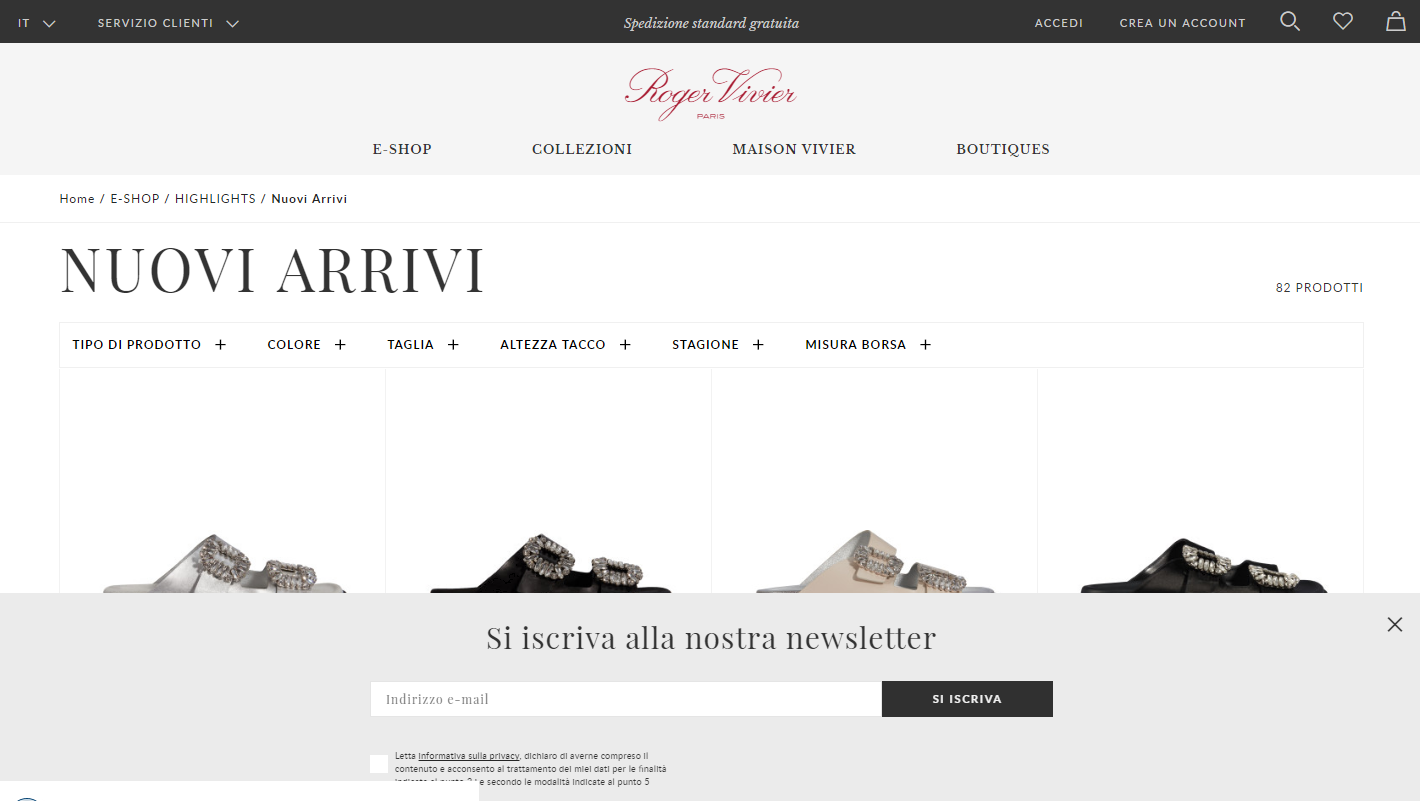 IT
SERVIZIO CLIENTI
Spedizione standard gratuita
ACCEDI
CREA UN ACCOUNT
Roger Vivier
PARIS
E-SHOP
COLLEZIONI
MAISON VIVIER
BOUTIQUES
Home / E-SHOP / HIGHLIGHTS / Nuovi Arrivi
NUOVI ARRIVI
82 PRODOTTI
TIPO DI PRODOTTO +
COLORE +
TAGLIA +
ALTEZZA TACCO +
STAGIONE +
MISURA BORSA +
Si iscriva alla nostra newsletter
Indirizzo e-mail
SI ISCRIVA
Letta informativa sulla privacy, dichiaro di averne compreso il
contenuto e acconsento al trattamento dei miei dati per le finalità
e secondo le modalità indicate al punto 5